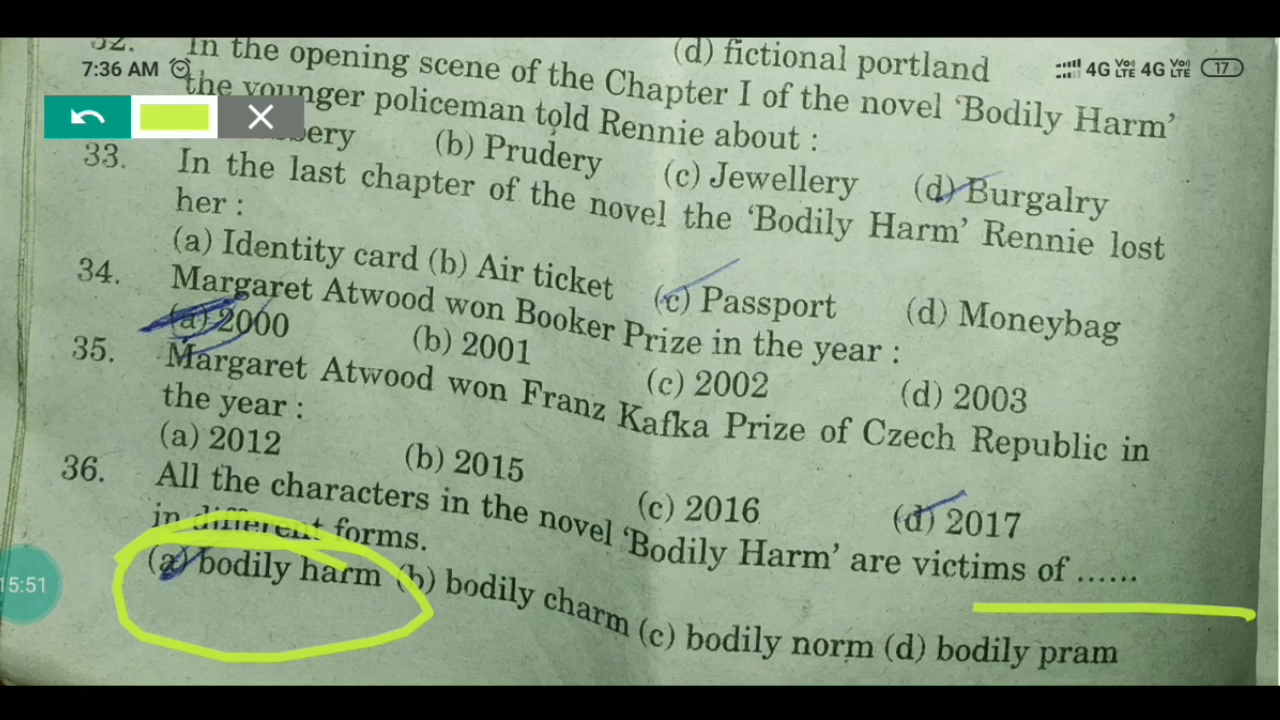 (d) fictional portland
32. In the opening scene of the Chapter I of the novel 'Bodily Harm'
7:36 AM 4G VoLTE 4G VoLTE 17
the younger policeman told Rennie about :
(b) Prudery (c) Jewellery (d) Burgalry
33. In the last chapter of the novel the 'Bodily Harm' Rennie lost
her :
(a) Identity card (b) Air ticket (c) Passport (d) Moneybag
34. Margaret Atwood won Booker Prize in the year :
(a) 2000 (b) 2001 (c) 2002 (d) 2003
35. Margaret Atwood won Franz Kafka Prize of Czech Republic in
the year :
(a) 2012 (b) 2015 (c) 2016 (d) 2017
36. All the characters in the novel 'Bodily Harm' are victims of ......
in different forms.
(a) bodily harm (b) bodily charm (c) bodily norm (d) bodily pram
15:51